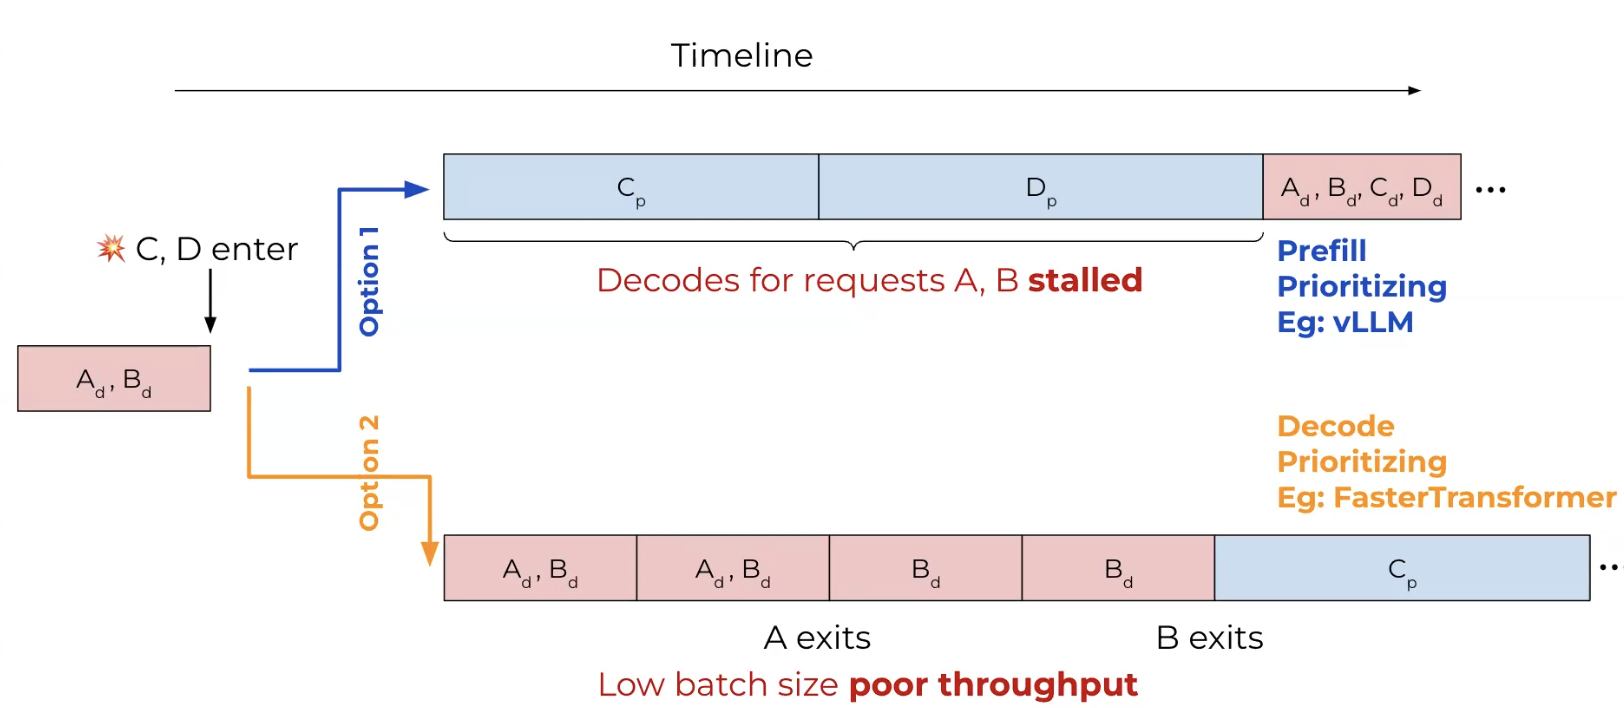 Timeline
C_p
D_p
A_d, B_d, C_d, D_d
...
💥 C, D enter
Option 1
Decodes for requests A, B stalled
Prefill
Prioritizing
Eg: vLLM
A_d, B_d
Option 2
Decode
Prioritizing
Eg: FasterTransformer
A_d, B_d
A_d, B_d
B_d
B_d
C_p
...
A exits
B exits
Low batch size poor throughput